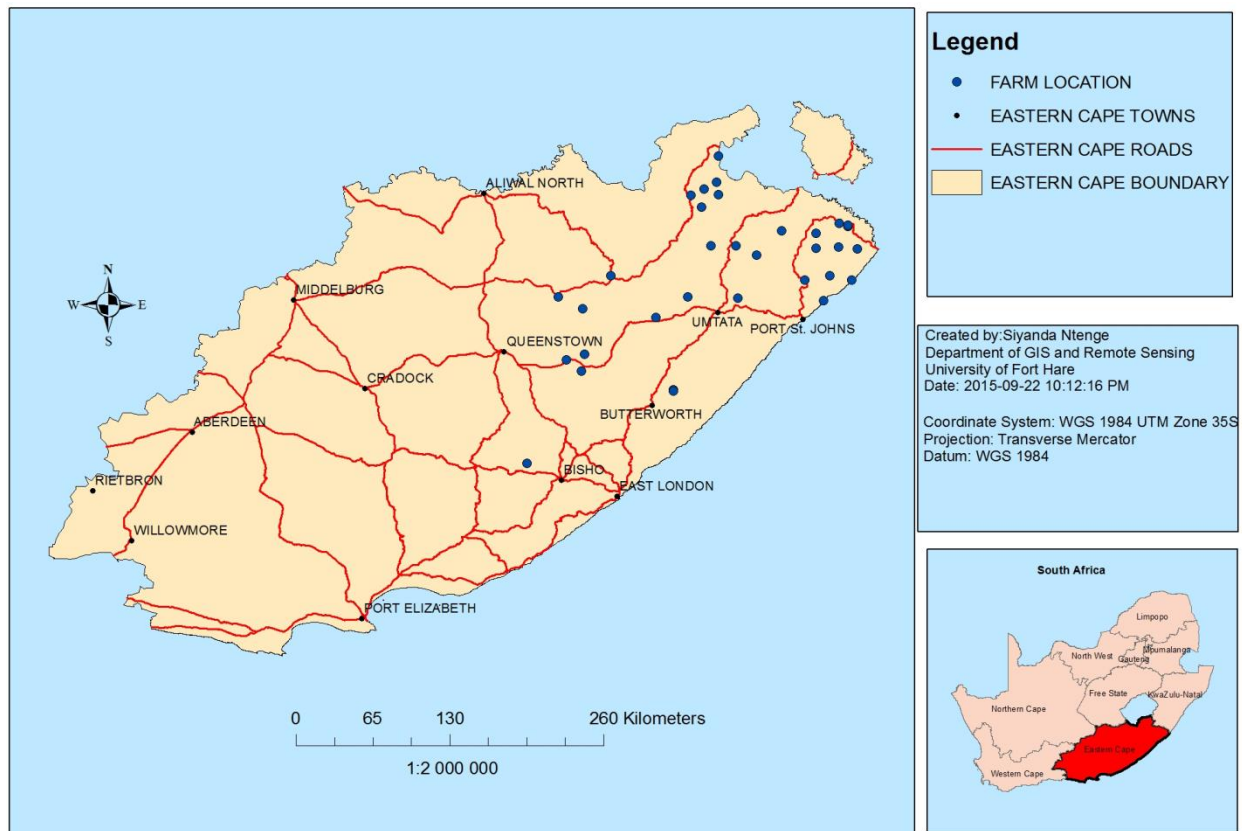 Legend
FARM LOCATION
EASTERN CAPE TOWNS
EASTERN CAPE ROADS
EASTERN CAPE BOUNDARY
ALIWAL NORTH
N
W E
S
MIDDELBURG
UMTATA
PORT St. JOHNS
QUEENSTOWN
CRADOCK
BUTTERWORTH
ABERDEEN
BISHO
RIETBRON
EAST LONDON
WILLOWMORE
PORT ELIZABETH
0 65 130 260 Kilometers
1:2 000 000
Created by:Siyanda Ntenge
Department of GIS and Remote Sensing
University of Fort Hare
Date: 2015-09-22 10:12:16 PM
Coordinate System: WGS 1984 UTM Zone 35S
Projection: Transverse Mercator
Datum: WGS 1984
South Africa
Limpopo
North West
Gauteng
Mpumalanga
Free State
KwaZulu-Natal
Northern Cape
Eastern Cape
Western Cape